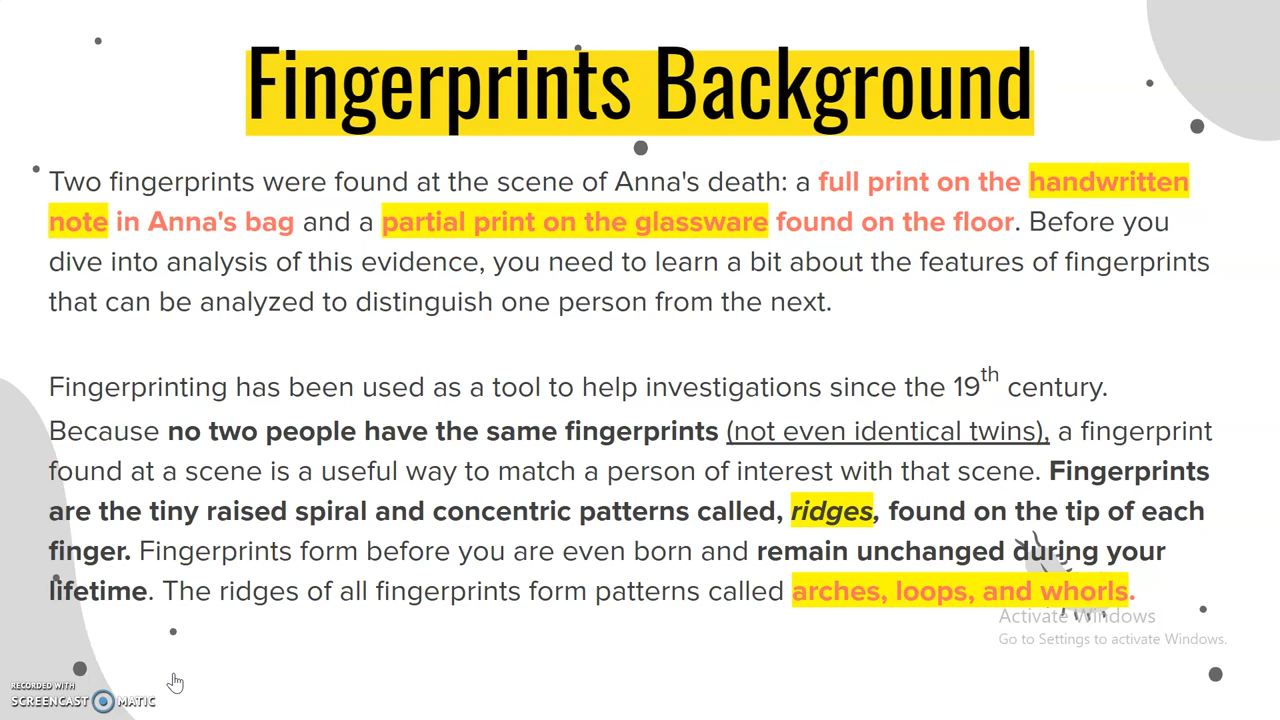 Fingerprints Background
Two fingerprints were found at the scene of Anna's death: a full print on the handwritten
note in Anna's bag and a partial print on the glassware found on the floor. Before you
dive into analysis of this evidence, you need to learn a bit about the features of fingerprints
that can be analyzed to distinguish one person from the next.
Fingerprinting has been used as a tool to help investigations since the 19th century.
Because no two people have the same fingerprints (not even identical twins), a fingerprint
found at a scene is a useful way to match a person of interest with that scene. Fingerprints
are the tiny raised spiral and concentric patterns called, ridges, found on the tip of each
finger. Fingerprints form before you are even born and remain unchanged during your
lifetime. The ridges of all fingerprints form patterns called arches, loops, and whorls.
Activate Windows
Go to Settings to activate Windows.
RECORDED WITH
SCREENCAST MATIC